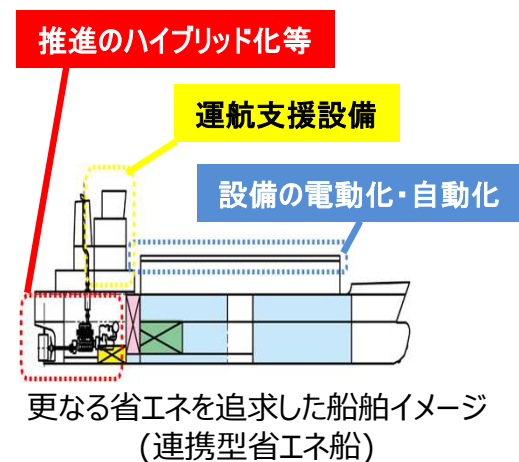 推進のハイブリッド化等
運航支援設備
設備の電動化・自動化
更なる省エネを追求した船舶イメージ
(連携型省エネ船)